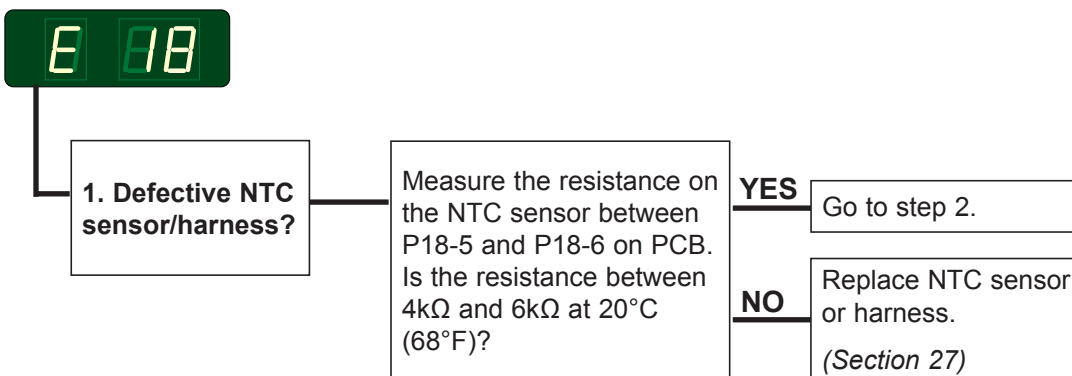 E 18
1. Defective NTC
sensor/harness?
Measure the resistance on
the NTC sensor between
P18-5 and P18-6 on PCB.
Is the resistance between
4kΩ and 6kΩ at 20°C
(68°F)?
YES
Go to step 2.
NO
Replace NTC sensor
or harness.
(Section 27)